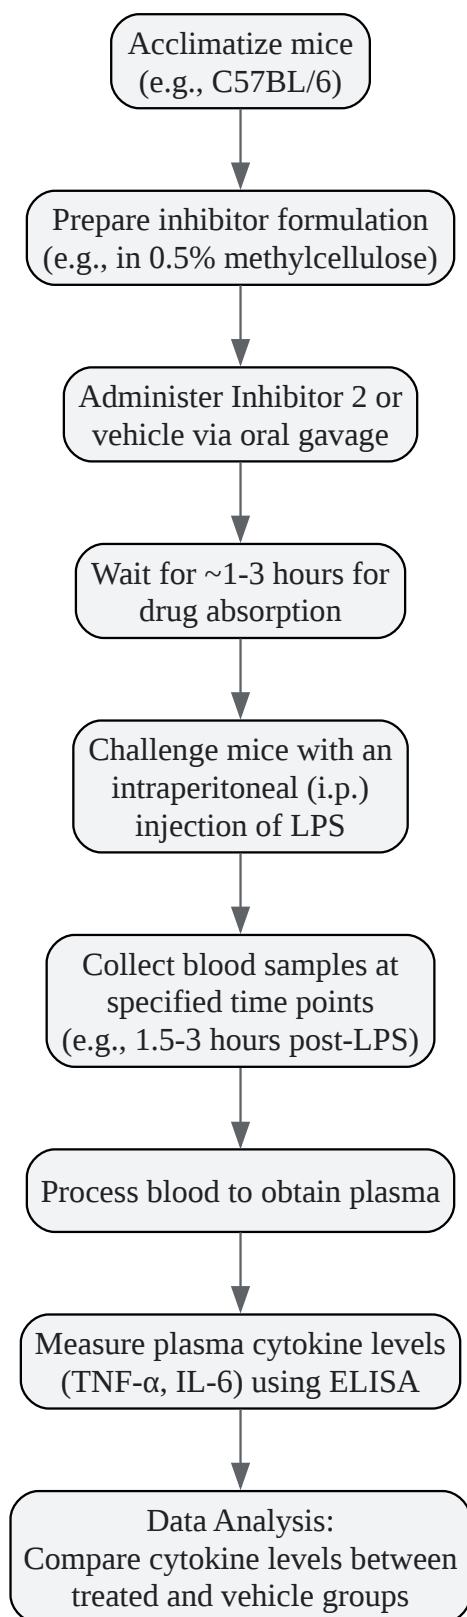 Acclimatize mice
(e.g., C57BL/6)
Prepare inhibitor formulation
(e.g., in 0.5% methylcellulose)
Administer Inhibitor 2 or
vehicle via oral gavage
Wait for ~1-3 hours for
drug absorption
Challenge mice with an
intraperitoneal (i.p.)
injection of LPS
Collect blood samples at
specified time points
(e.g., 1.5-3 hours post-LPS)
Process blood to obtain plasma
Measure plasma cytokine levels
(TNF-α, IL-6) using ELISA
Data Analysis:
Compare cytokine levels between
treated and vehicle groups